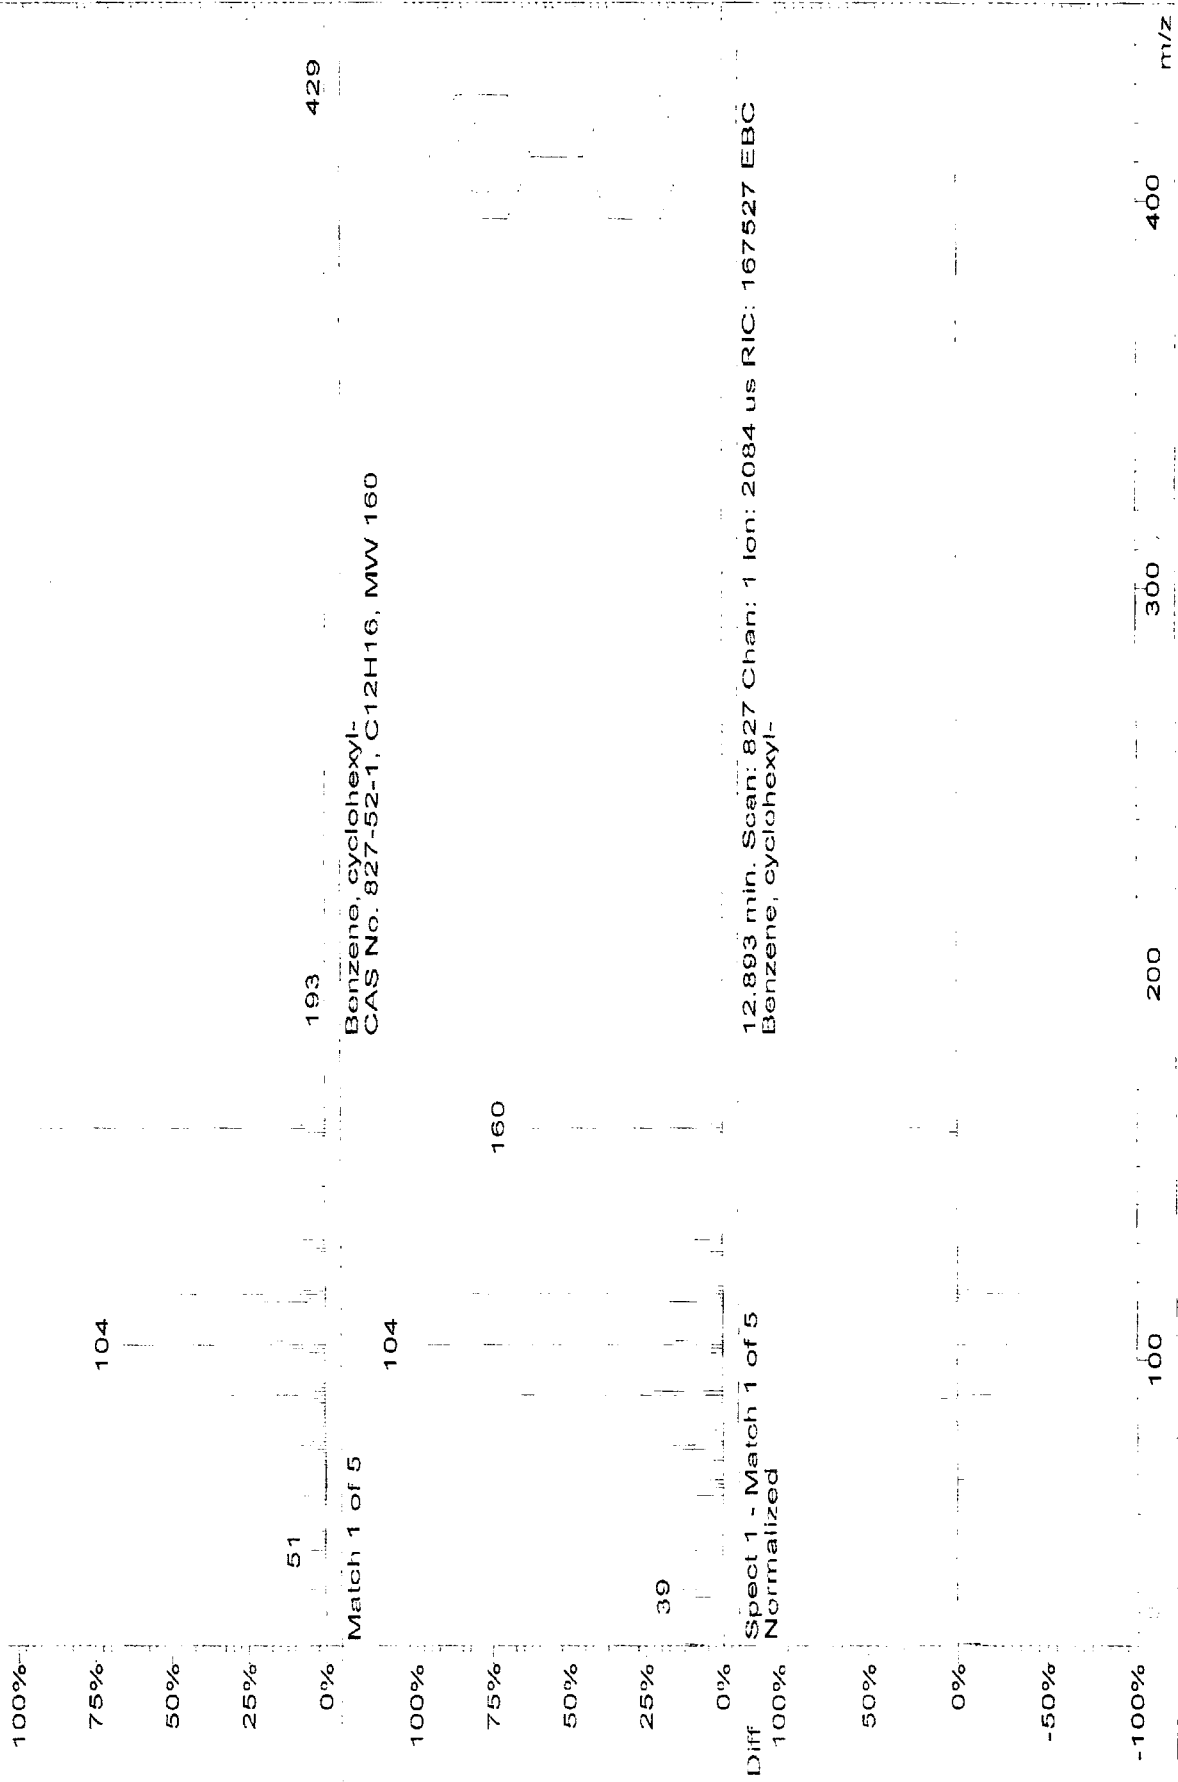 100%
75%
50%
25%
0%
51
104
193
429
Match 1 of 5
Benzene, cyclohexyl-
CAS No. 827-52-1, C12H16, MW 160
100%
75%
50%
25%
0%
39
104
160
Spect 1 - Match 1 of 5
Normalized
12.893 min. Scan: 827 Chan: 1 Ion: 2084 us RIC: 167527 EBC
Benzene, cyclohexyl-
Diff
100%
50%
0%
-50%
-100%
100
200
300
400
m/z